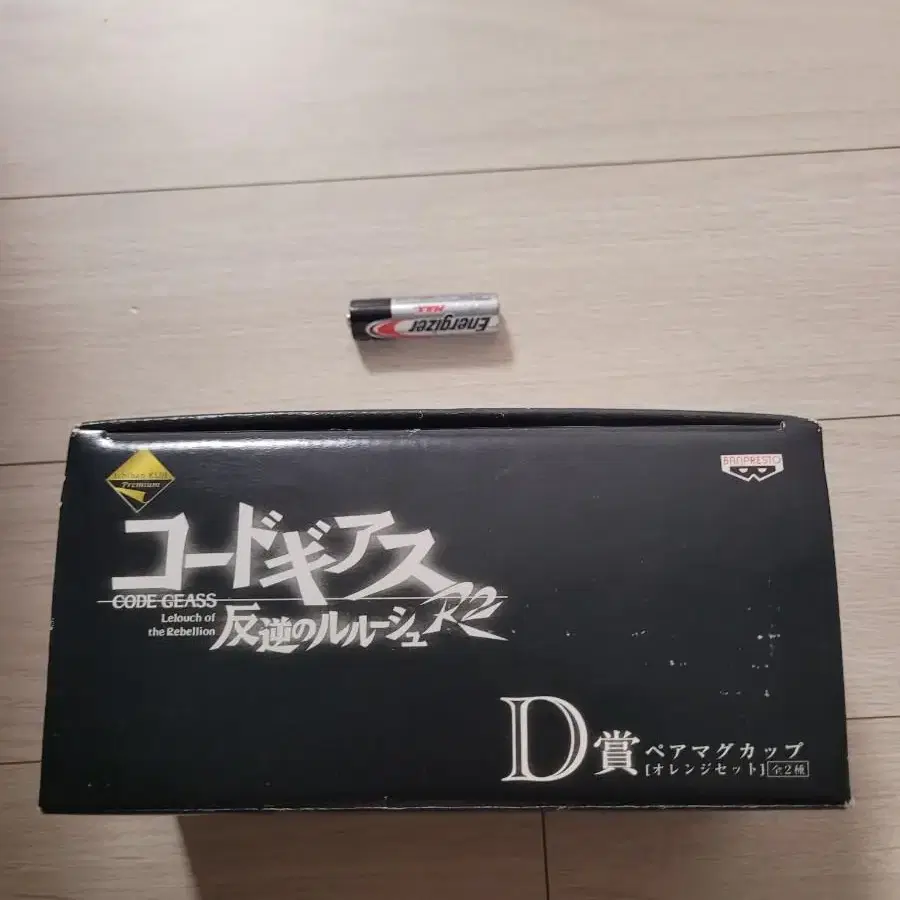 Energizer
MAX
Ichiban KUJI
Premium
BANPRESTO
コードギアス
CODE GEASS
Lelouch of
the Rebellion
反逆のルルーシュ R2
D賞 ペアマグカップ
[オレンジセット] 全2種